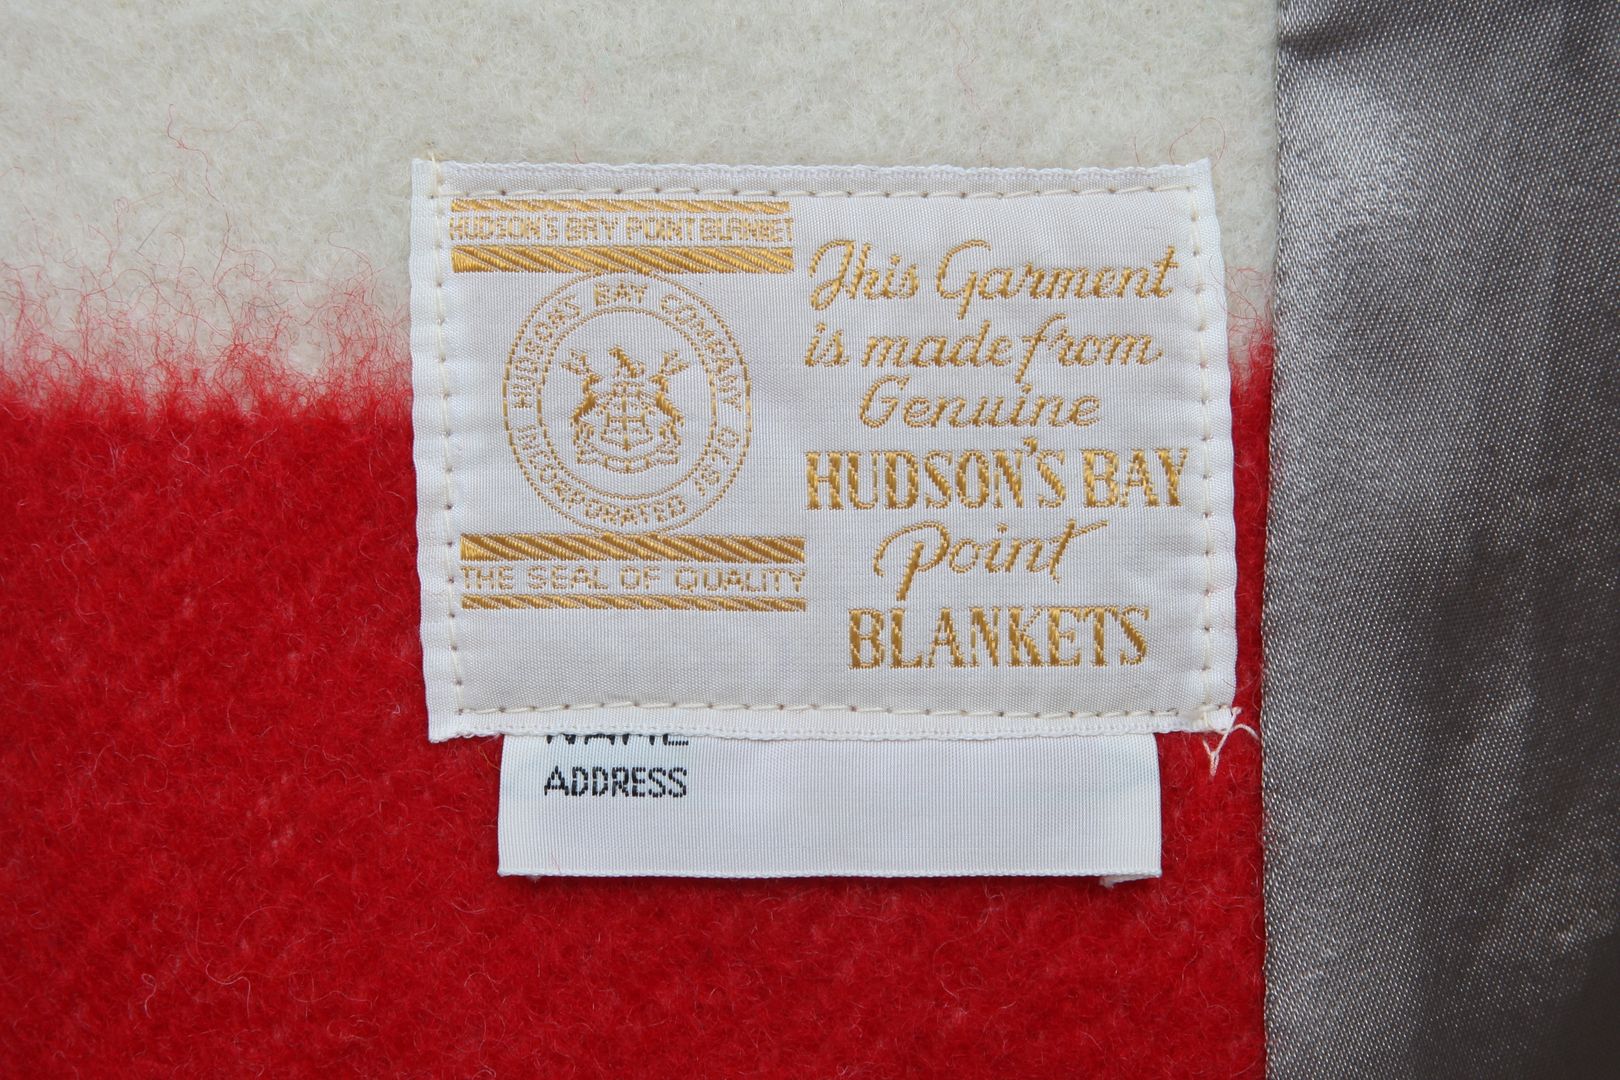 HUDSON'S BAY POINT BLANKET
HUDSON'S BAY COMPANY
INCORPORATED 1670
THE SEAL OF QUALITY
This Garment
is made from
Genuine
HUDSON'S BAY
Point
BLANKETS
NAME
ADDRESS